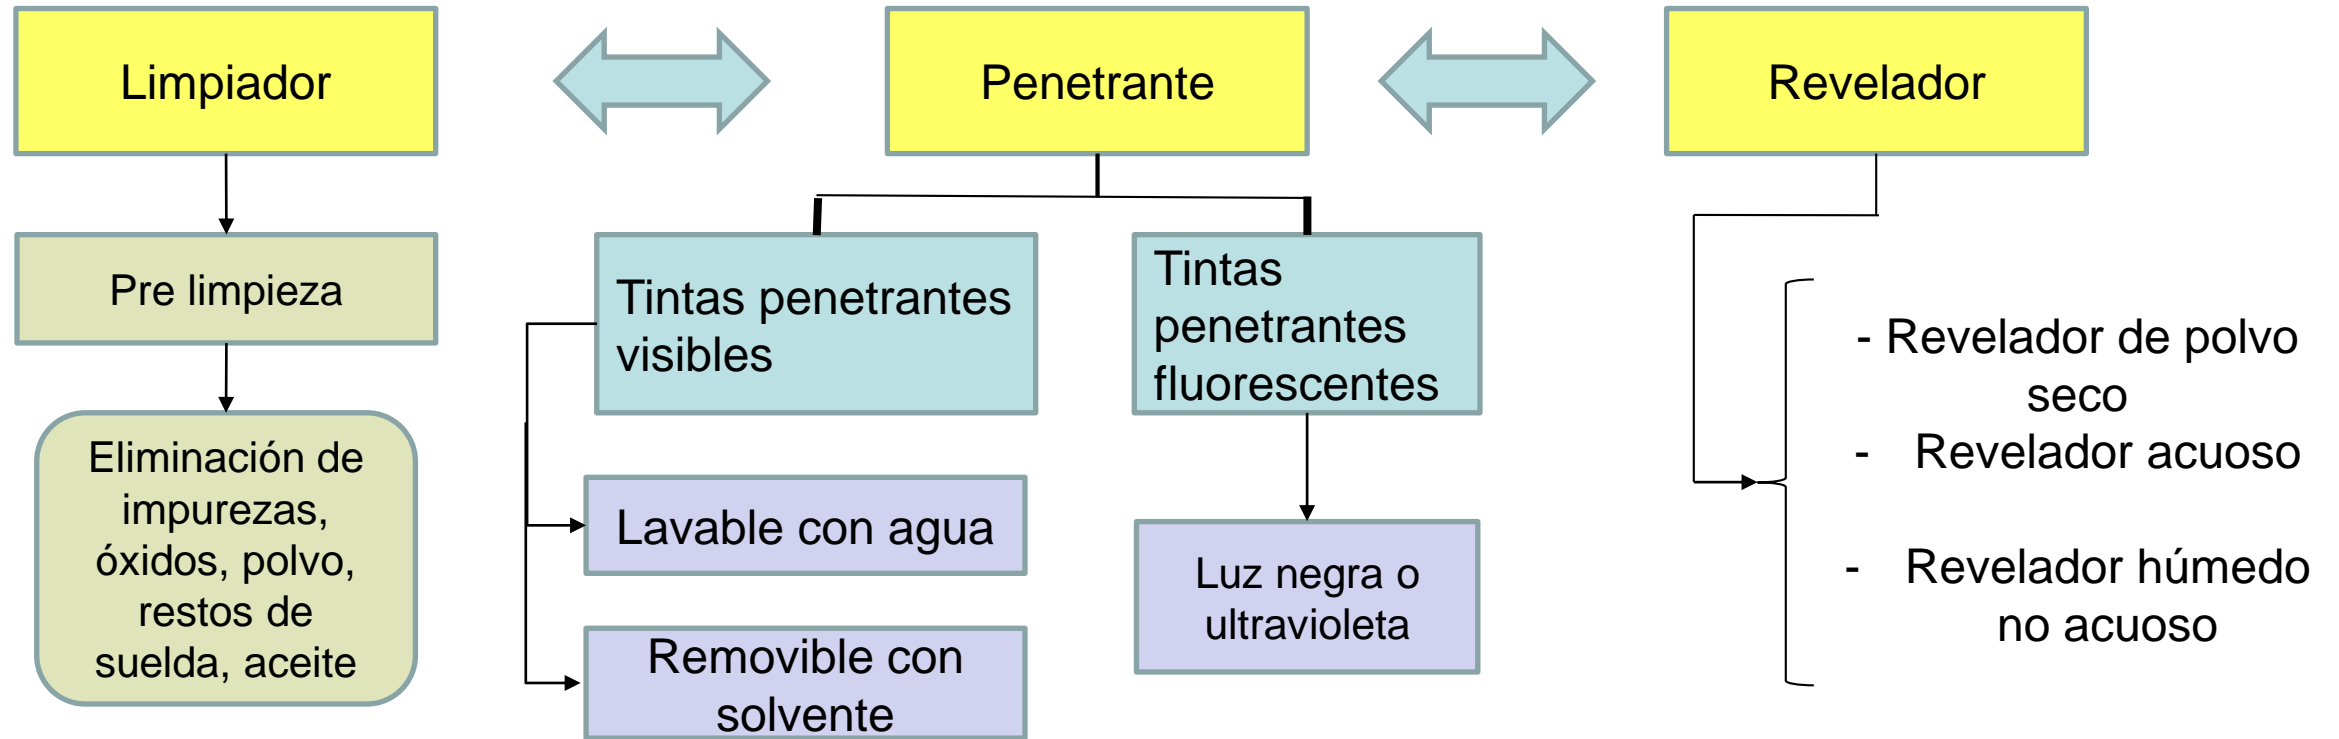 Limpiador
Penetrante
Revelador
Pre limpieza
Eliminación de
impurezas,
óxidos, polvo,
restos de
suelda, aceite
Tintas penetrantes
visibles
Lavable con agua
Removible con
solvente
Tintas
penetrantes
fluorescentes
Luz negra o
ultravioleta
- Revelador de polvo
seco
- Revelador acuoso
- Revelador húmedo
no acuoso